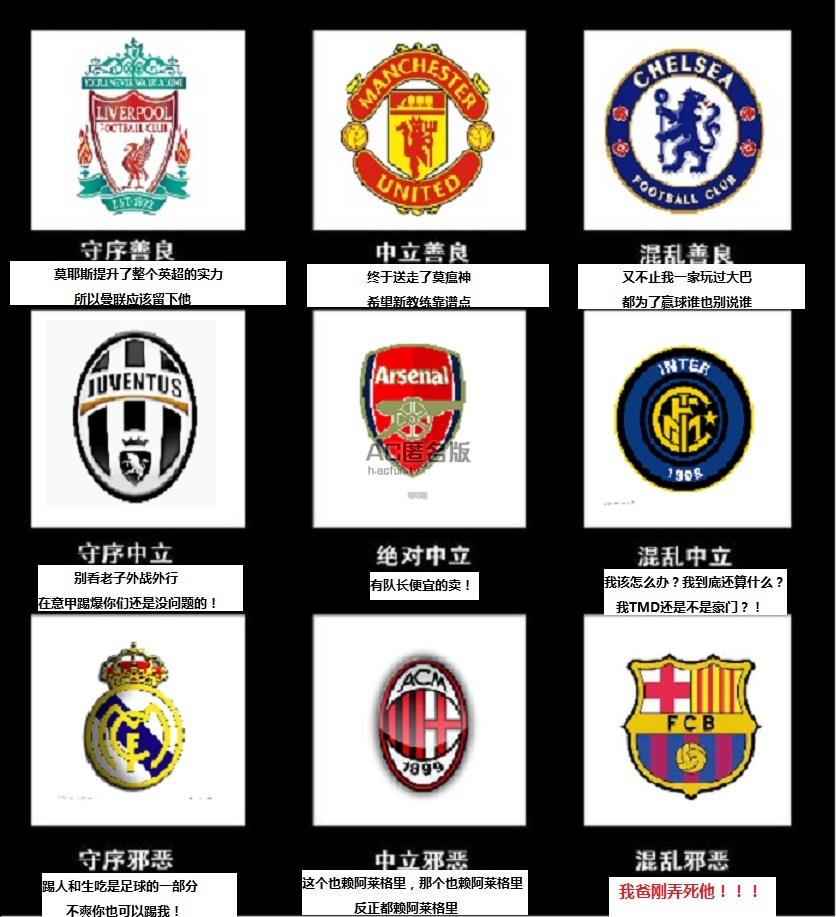 YOU'LL NEVER WALK ALONE
LIVERPOOL
FOOTBALL CLUB
EST·1892
MANCHESTER
UNITED
CHELSEA
FOOTBALL CLUB
守序善良
中立善良
混乱善良
莫耶斯提升了整个英超的实力
所以曼联应该留下他
终于送走了莫瘟神
希望新教练靠谱点
又不止我一家玩过大巴
都为了赢球谁也别说谁
JUVENTUS
Arsenal
AC匿名版
h.acfun.tv
INTER
1908
守序中立
绝对中立
混乱中立
别看老子外战外行
在意甲踢爆你们还是没问题的！
有队长便宜的卖！
我该怎么办？我到底还算什么？
我TMD还是不是豪门？！
ACM
1899
FCB
守序邪恶
中立邪恶
混乱邪恶
踢人和生吃是足球的一部分
不爽你也可以踢我！
这个也赖阿莱格里，那个也赖阿莱格里
反正都赖阿莱格里
我爸刚弄死他！！！